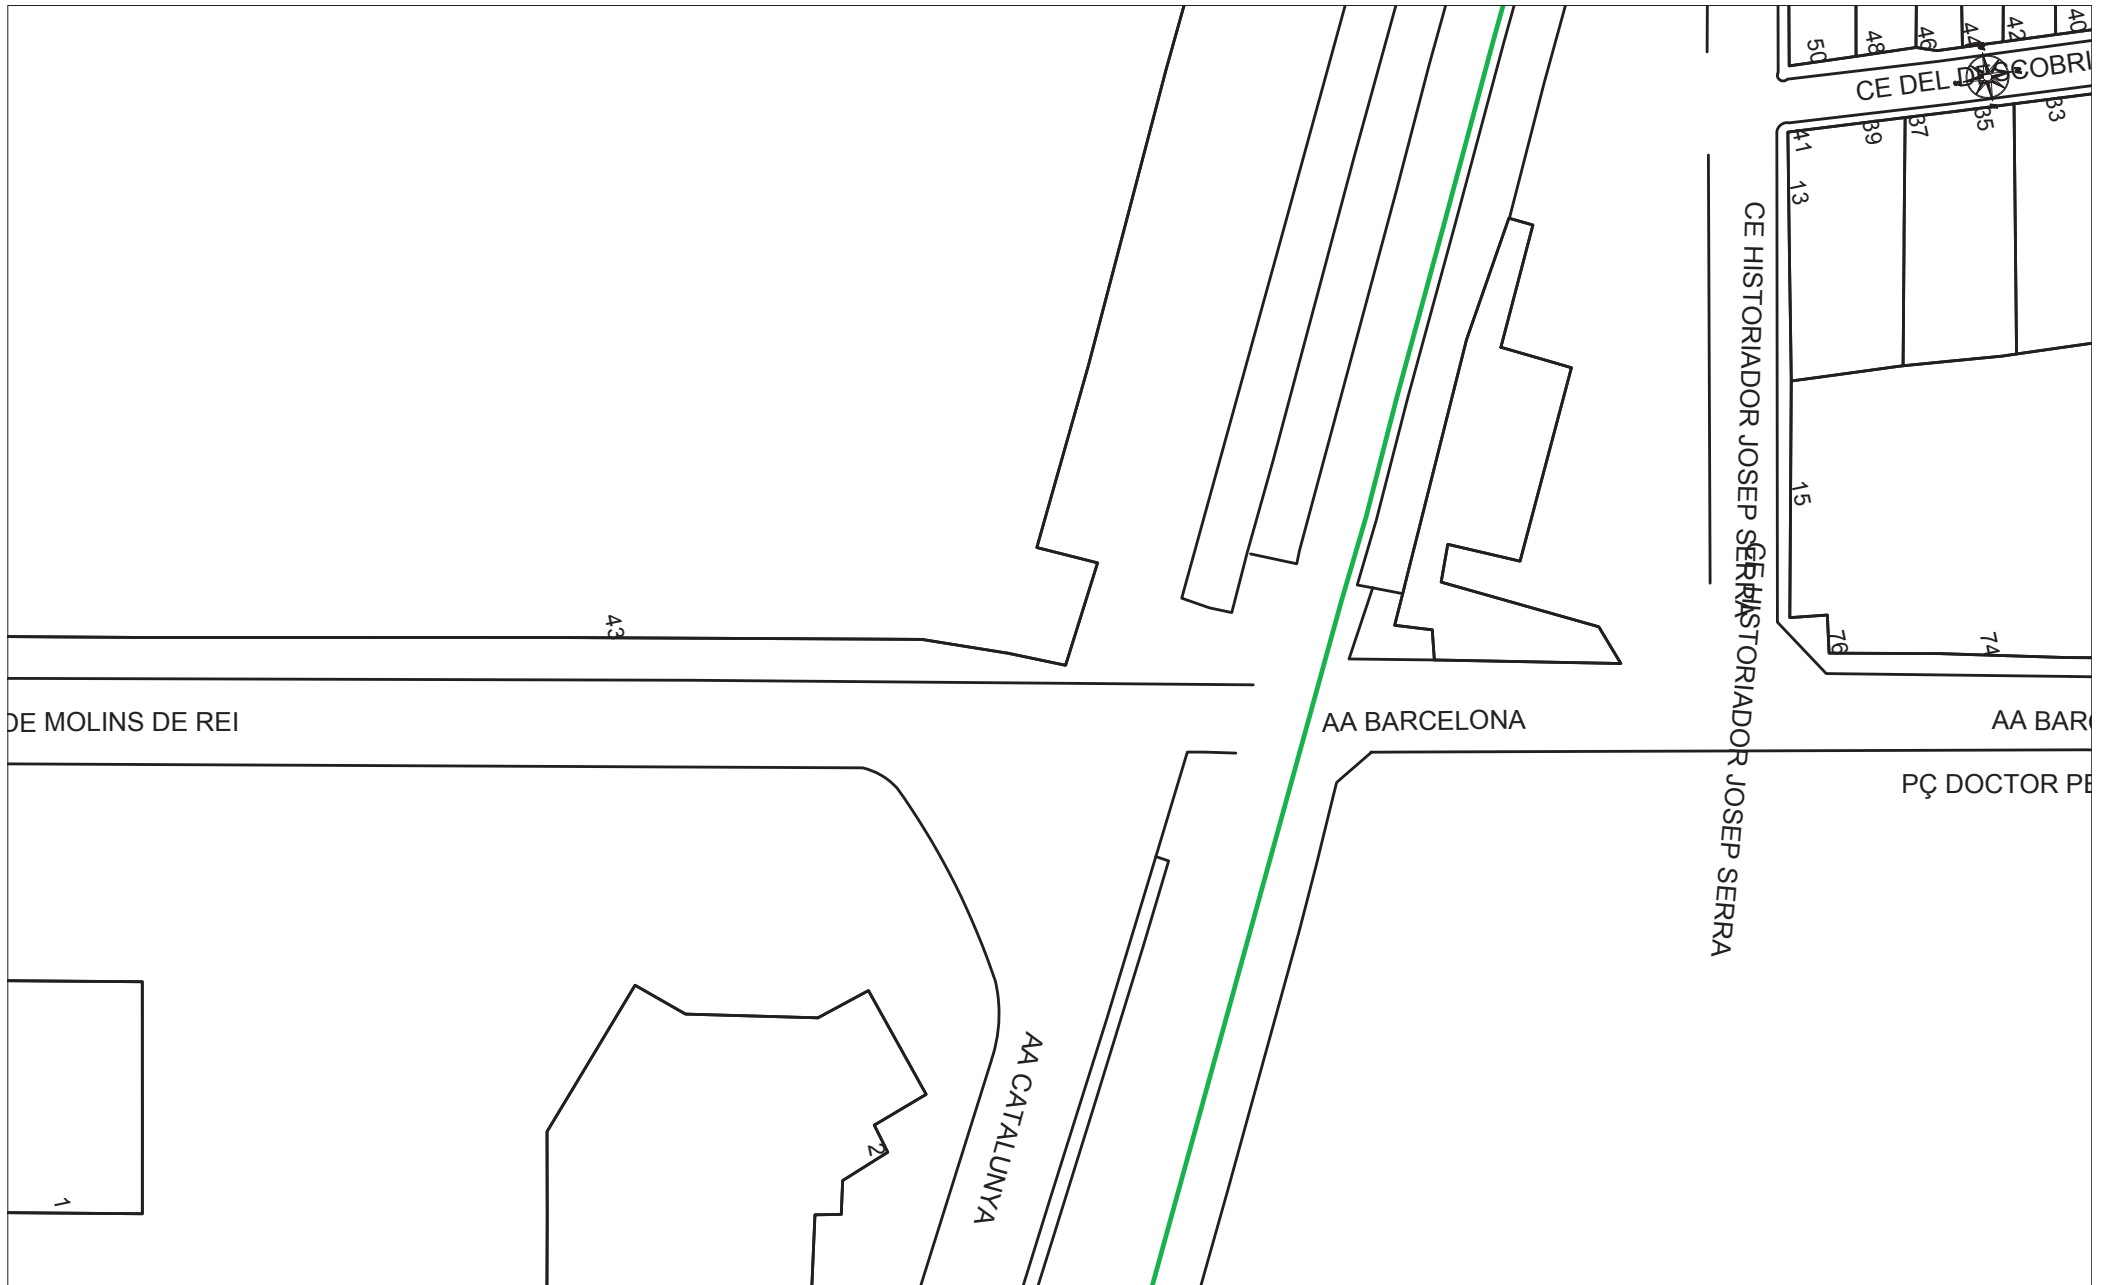 50
48
46
44
42
40
CE DEL DESCOBRI
41
39
37
35
33
13
CE HISTORIADOR JOSEP SERRA
15
CE HISTORIADOR JOSEP SERRA
43
76
74
DE MOLINS DE REI
AA BARCELONA
AA BARC
PÇ DOCTOR PE
AA CATALUNYA
2
1